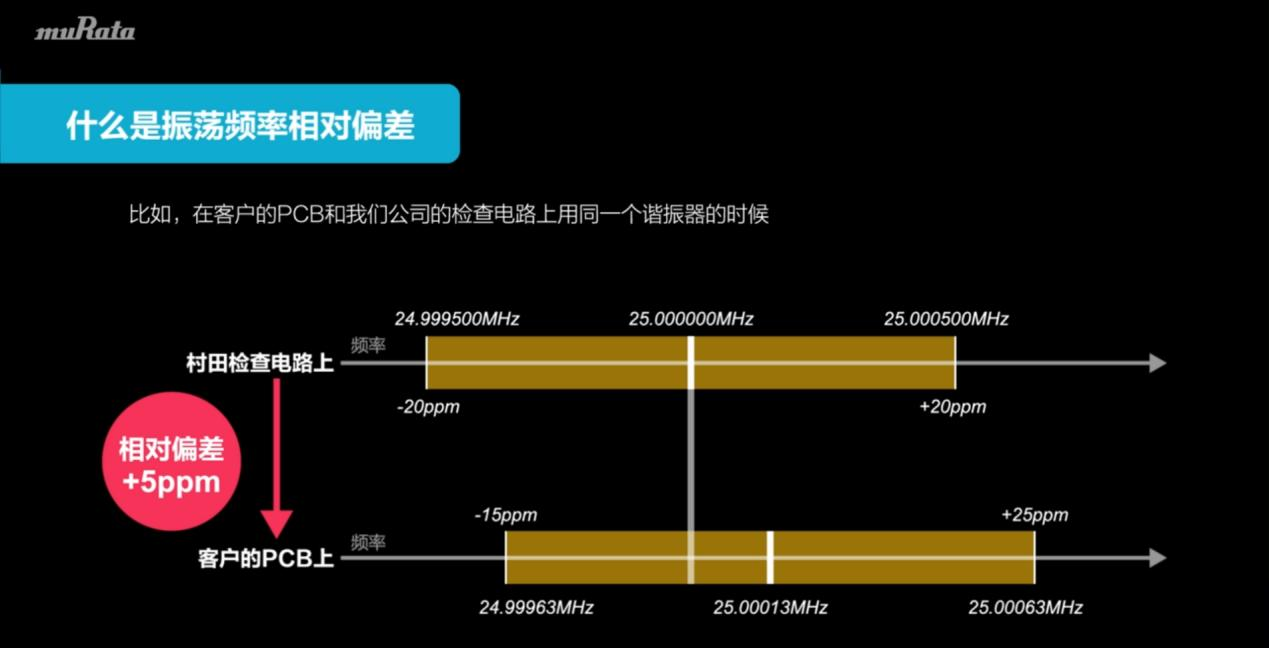 muRata
什么是振荡频率相对偏差
比如，在客户的PCB和我们公司的检查电路上用同一个谐振器的时候
24.999500MHz 25.000000MHz 25.000500MHz
频率
村田检查电路上
-20ppm +20ppm
相对偏差
+5ppm
-15ppm +25ppm
频率
客户的PCB上
24.99963MHz 25.00013MHz 25.00063MHz